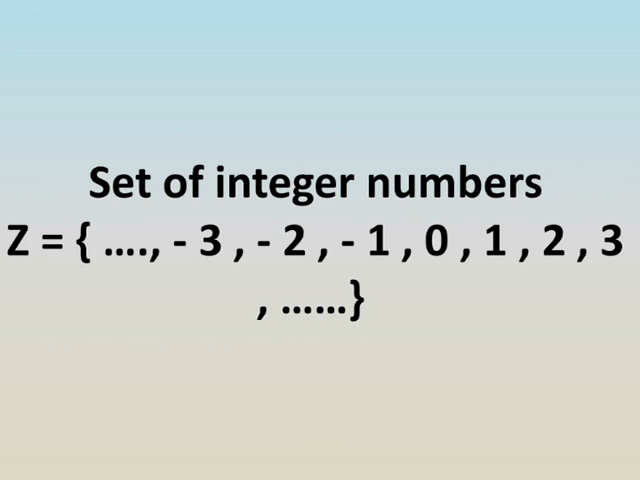 Set of integer numbers
Z = { …., - 3 , - 2 , - 1 , 0 , 1 , 2 , 3
, ……}